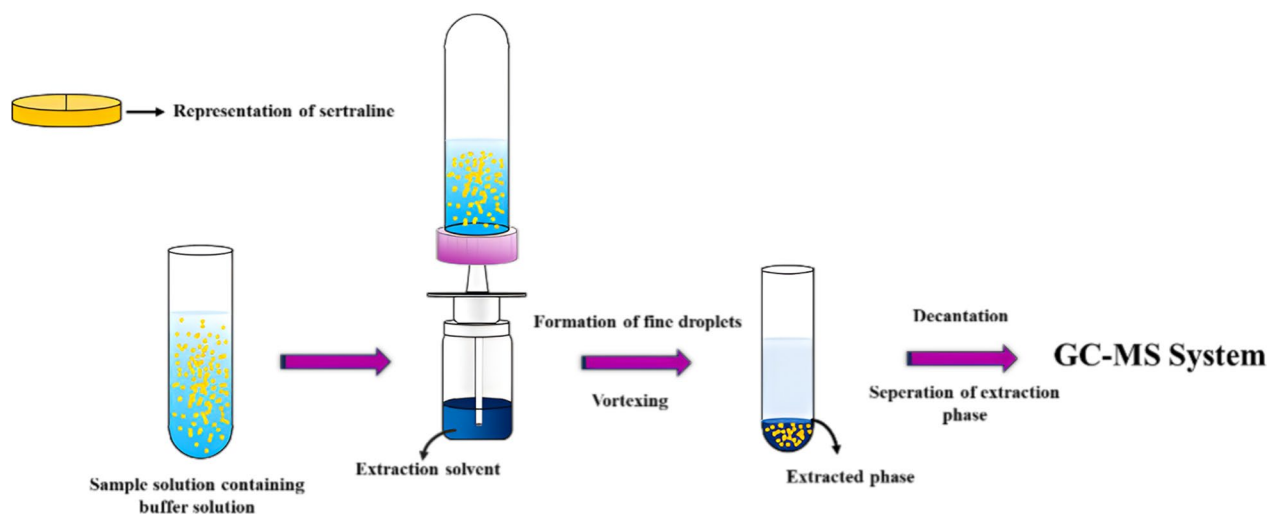 Representation of sertraline
Sample solution containing
buffer solution
Extraction solvent
Formation of fine droplets
Vortexing
Extracted phase
Decantation
Seperation of extraction
phase
GC-MS System